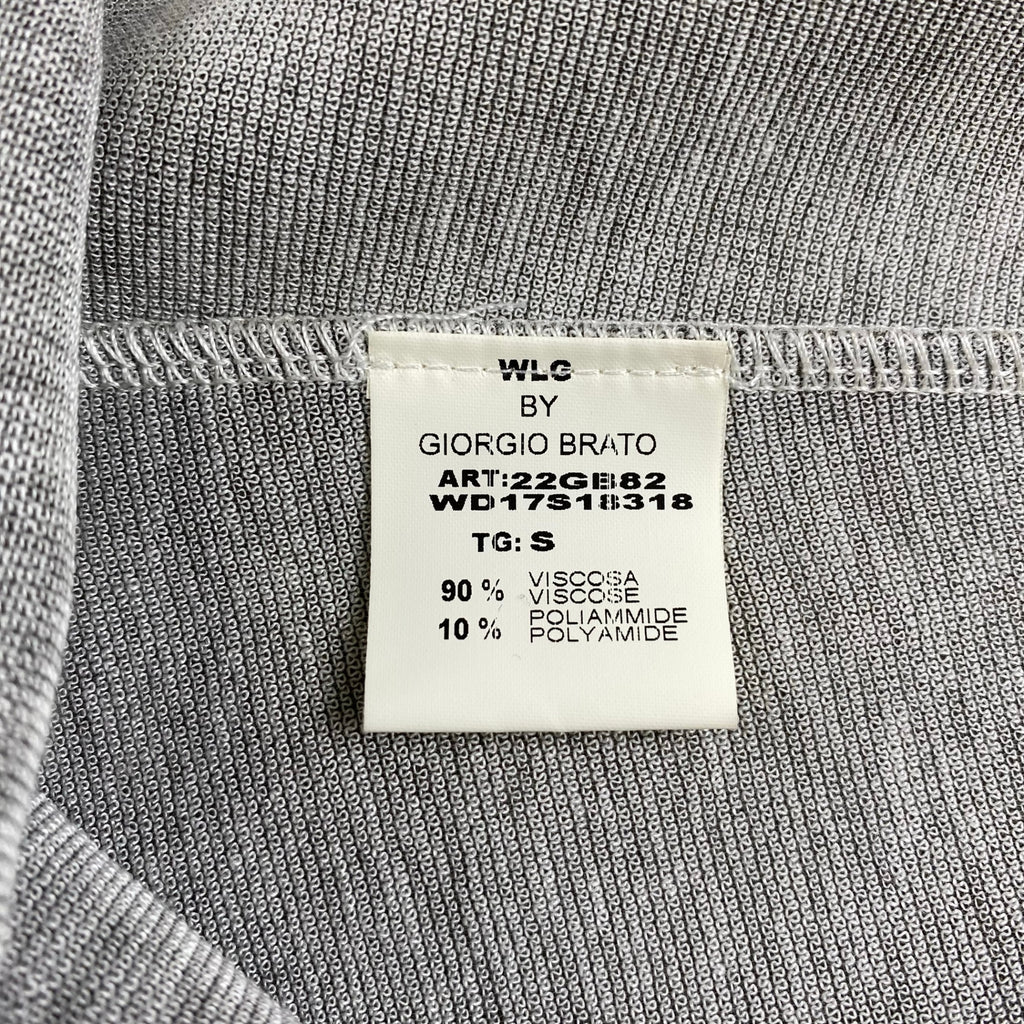 WLG
BY
GIORGIO BRATO
ART:22GB82
WD17S18318
TG: S
90 % VISCOSA
VISCOSE
10 % POLIAMMIDE
POLYAMIDE